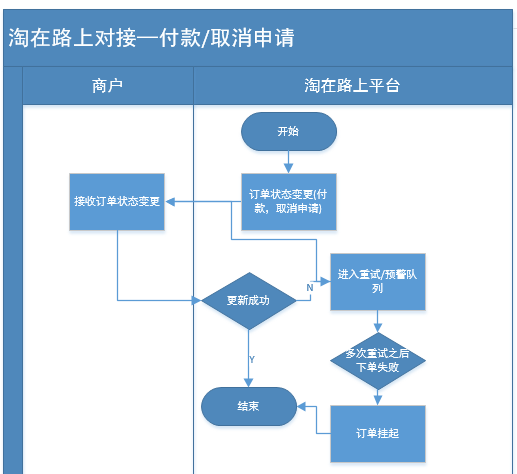 淘在路上对接—付款/取消申请
商户
淘在路上平台
开始
接收订单状态变更
订单状态变更(付
款，取消申请)
进入重试/预警队
列
更新成功
N
多次重试之后
下单失败
Y
结束
订单挂起